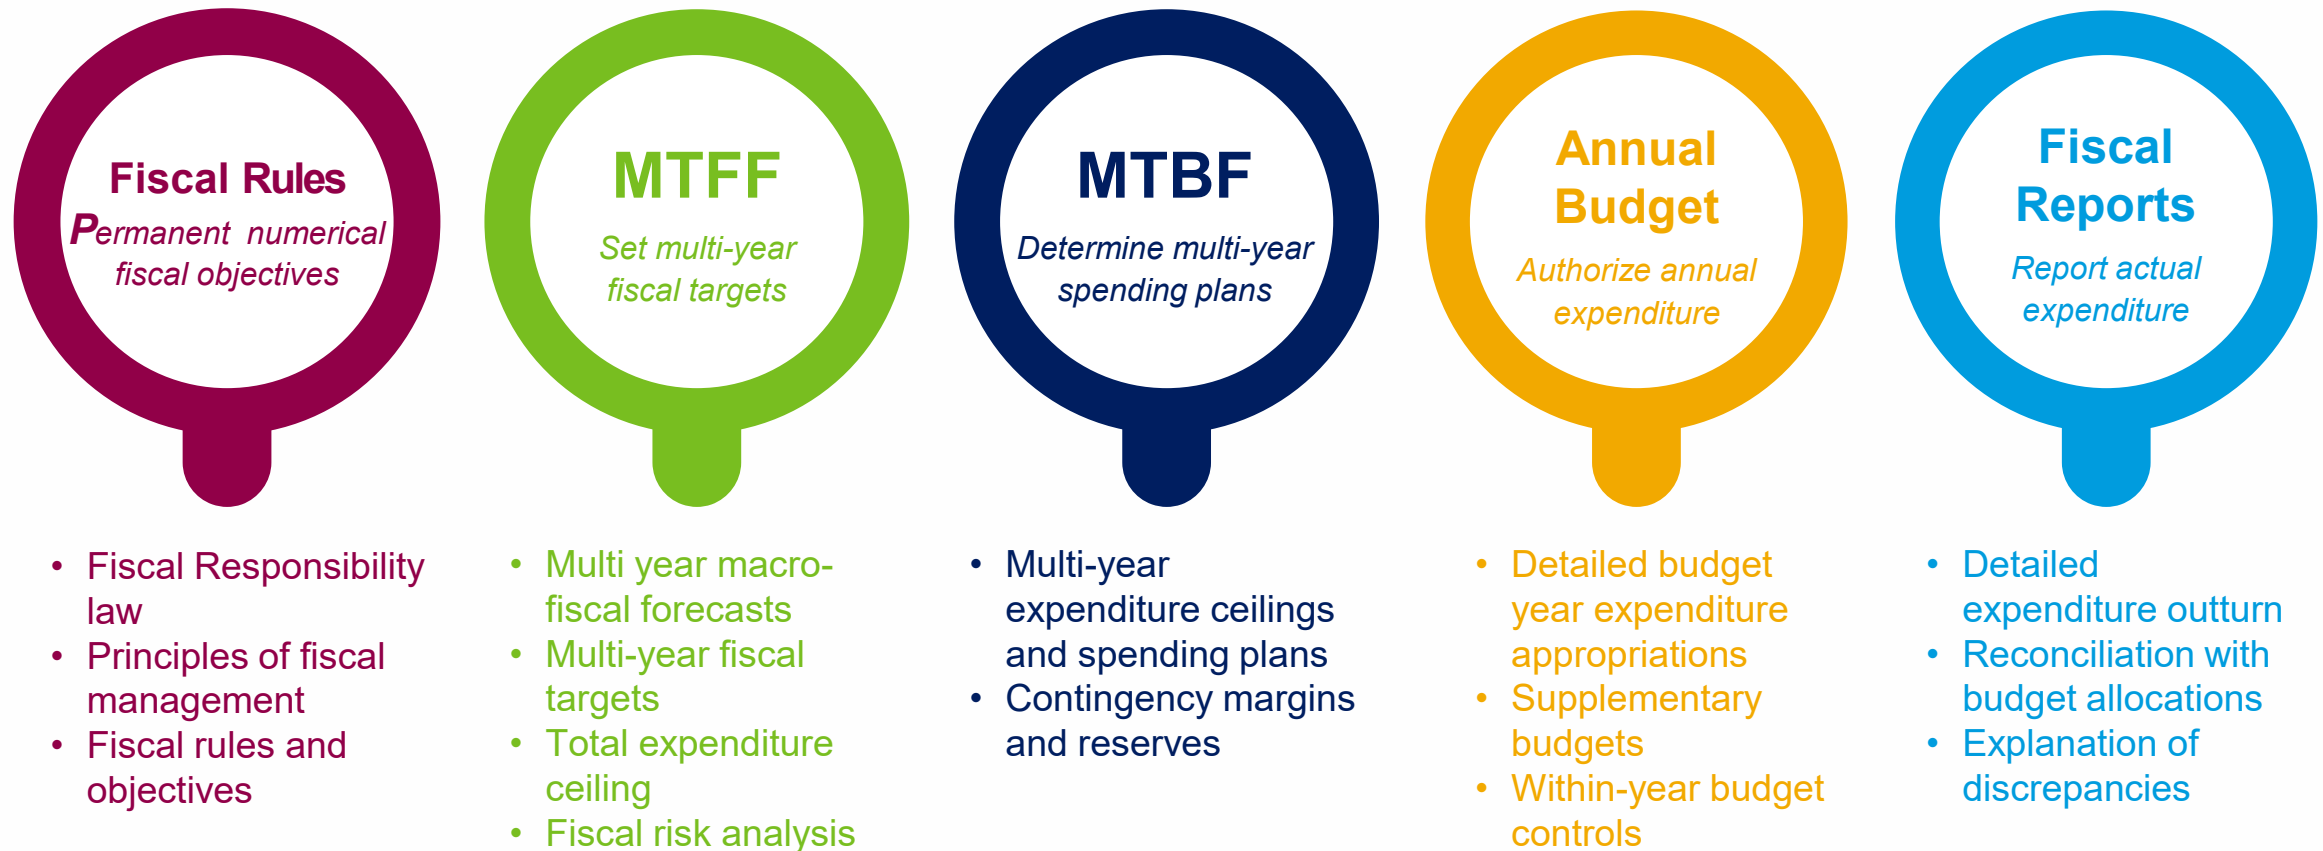 Fiscal Rules
Permanent numerical
fiscal objectives
• Fiscal Responsibility
law
• Principles of fiscal
management
• Fiscal rules and
objectives
MTFF
Set multi-year
fiscal targets
• Multi year macro-
fiscal forecasts
• Multi-year fiscal
targets
• Total expenditure
ceiling
• Fiscal risk analysis
MTBF
Determine multi-year
spending plans
• Multi-year
expenditure ceilings
and spending plans
• Contingency margins
and reserves
Annual
Budget
Authorize annual
expenditure
• Detailed budget
year expenditure
appropriations
• Supplementary
budgets
• Within-year budget
controls
Fiscal
Reports
Report actual
expenditure
• Detailed
expenditure outturn
• Reconciliation with
budget allocations
• Explanation of
discrepancies